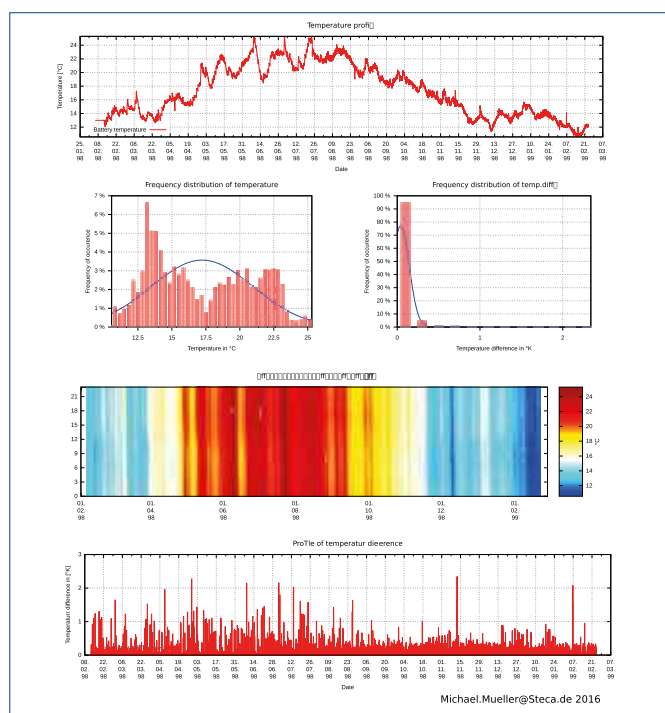 Temperature profi▯
Temperature [°C]
24
22
20
18
16
14
12
Battery temperature
25. 08. 22. 08. 22. 05. 19. 03. 17. 31. 14. 28. 12. 26. 09. 23. 06. 20. 04. 18. 01. 15. 29. 13. 27. 10. 24. 07. 21. 07.
01. 02. 02. 03. 03. 04. 04. 05. 05. 05. 06. 06. 07. 07. 08. 08. 09. 09. 10. 10. 11. 11. 11. 12. 12. 01. 01. 02. 02. 03.
98 98 98 98 98 98 98 98 98 98 98 98 98 98 98 98 98 98 98 98 98 98 98 98 98 99 99 99 99 99
Date
Frequency distribution of temperature
Frequency of occurence
7 %
6 %
5 %
4 %
3 %
2 %
1 %
0 %
12.5 15 17.5 20 22.5 25
Temperature in °C
Frequency distribution of temp.diff▯
Frequency of occurence
100 %
90 %
80 %
70 %
60 %
50 %
40 %
30 %
20 %
10 %
0 %
0 1 2
Temperature difference in °K
21
18
15
12
9
6
3
0
01. 01. 01. 01. 01. 01. 01.
02. 04. 06. 08. 10. 12. 02.
98 98 98 98 98 98 99
24
22
20
18
16
14
12
°C
ProTle of temperatur dieerence
Temperature difference in [°K]
3
2
1
0
08. 22. 08. 22. 05. 19. 03. 17. 31. 14. 28. 12. 26. 09. 23. 06. 20. 04. 18. 01. 15. 29. 13. 27. 10. 24. 07. 21. 07.
02. 02. 03. 03. 04. 04. 05. 05. 05. 06. 06. 07. 07. 08. 08. 09. 09. 10. 10. 11. 11. 11. 12. 12. 01. 01. 02. 02. 03.
98 98 98 98 98 98 98 98 98 98 98 98 98 98 98 98 98 98 98 98 98 98 98 98 99 99 99 99 99
Date
Michael.Mueller@Steca.de 2016